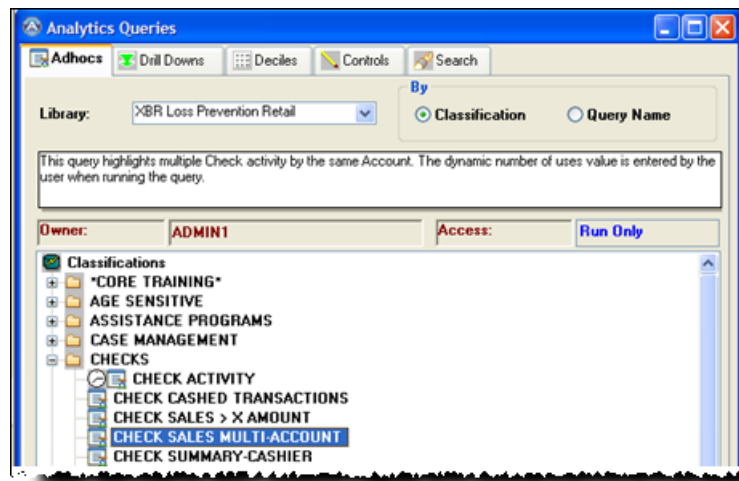 Analytics Queries
Adhocs Drill Downs Deciles Controls Search
By
Library: XBR Loss Prevention Retail Classification Query Name
This query highlights multiple Check activity by the same Account. The dynamic number of uses value is entered by the
user when running the query.
Owner: ADMIN1 Access: Run Only
Classifications
*CORE TRAINING*
AGE SENSITIVE
ASSISTANCE PROGRAMS
CASE MANAGEMENT
CHECKS
CHECK ACTIVITY
CHECK CASHED TRANSACTIONS
CHECK SALES > X AMOUNT
CHECK SALES MULTI-ACCOUNT
CHECK SUMMARY-CASHIER